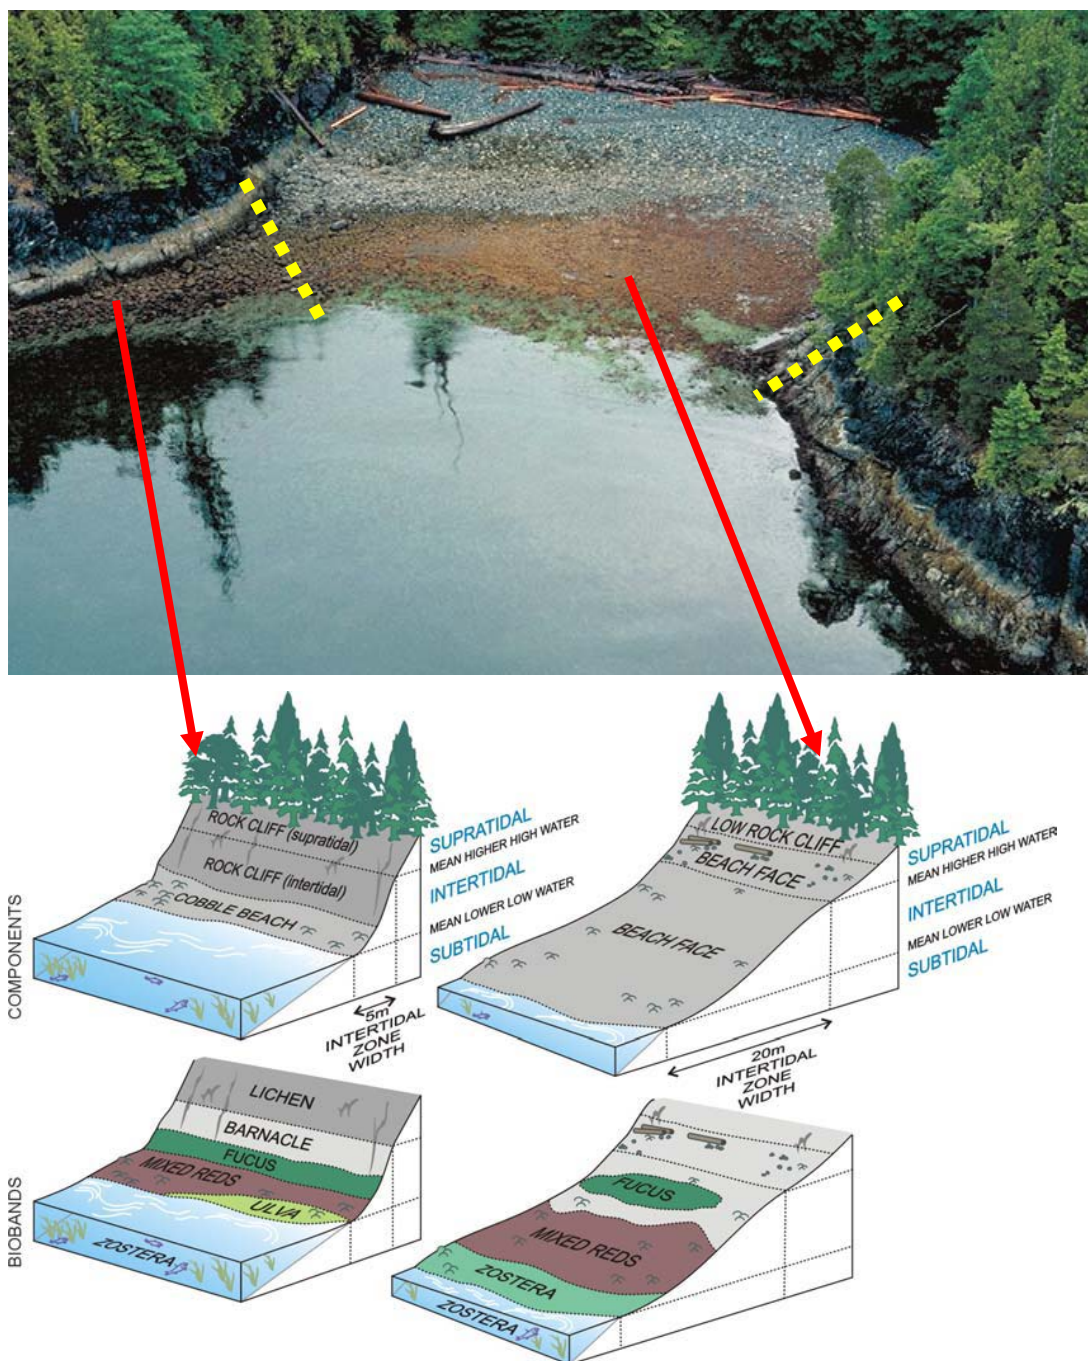 COMPONENTS
ROCK CLIFF (supratidal)
ROCK CLIFF (intertidal)
COBBLE BEACH
SUPRATIDAL
MEAN HIGHER HIGH WATER
INTERTIDAL
MEAN LOWER LOW WATER
SUBTIDAL
5m
INTERTIDAL
ZONE
WIDTH
LOW ROCK CLIFF
BEACH FACE
BEACH FACE
SUPRATIDAL
MEAN HIGHER HIGH WATER
INTERTIDAL
MEAN LOWER LOW WATER
SUBTIDAL
20m
INTERTIDAL
ZONE
WIDTH
BIOBANDS
LICHEN
BARNACLE
FUCUS
MIXED REDS
ULVA
ZOSTERA
FUCUS
MIXED REDS
ZOSTERA
ZOSTERA